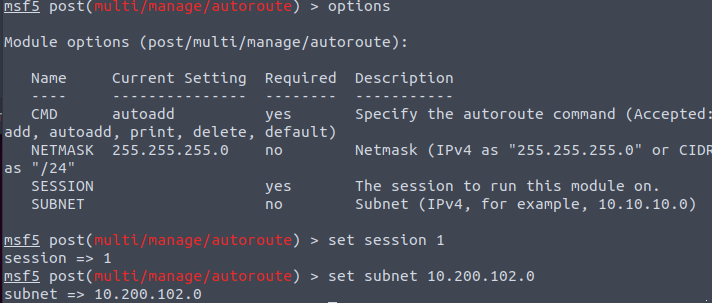 msf5 post(multi/manage/autoroute) > options
Module options (post/multi/manage/autoroute):
Name Current Setting Required Description
---- --------------- -------- -----------
CMD autoadd yes Specify the autoroute command (Accepted:
add, autoadd, print, delete, default)
NETMASK 255.255.255.0 no Netmask (IPv4 as "255.255.255.0" or CIDR
as "/24"
SESSION yes The session to run this module on.
SUBNET no Subnet (IPv4, for example, 10.10.10.0)
msf5 post(multi/manage/autoroute) > set session 1
session => 1
msf5 post(multi/manage/autoroute) > set subnet 10.200.102.0
subnet => 10.200.102.0